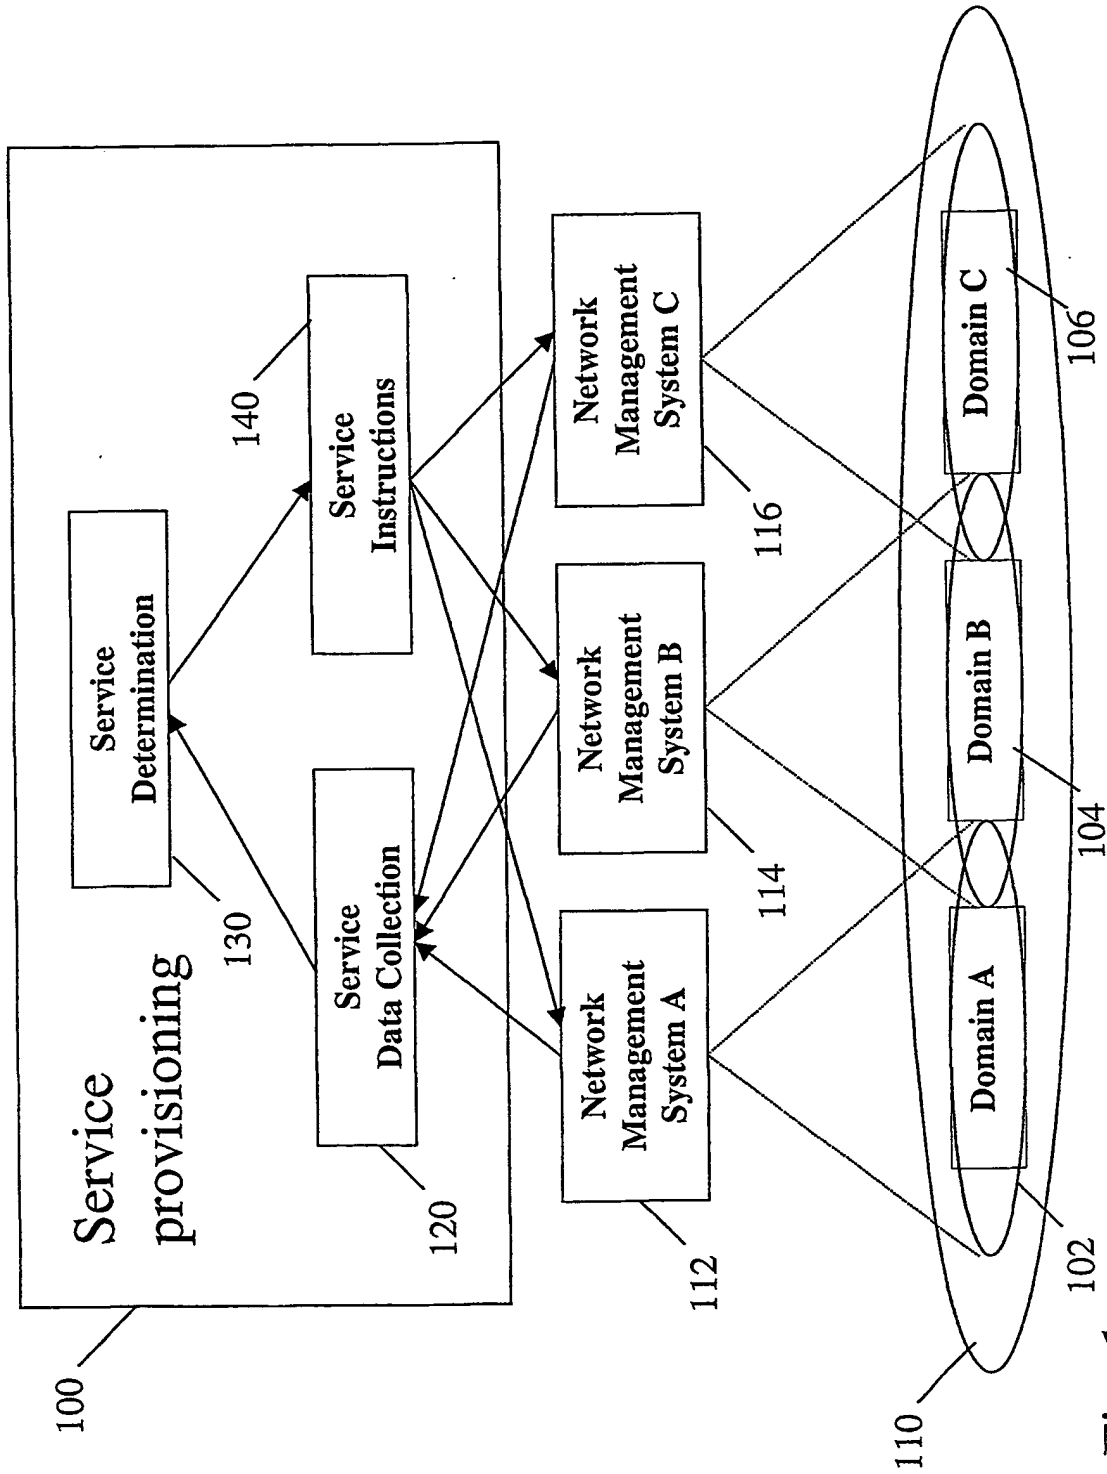 100
Service
provisioning
130
Service
Determination
140
120
Service
Data Collection
Service
Instructions
112
Network
Management
System A
114
Network
Management
System B
116
Network
Management
System C
110
102
Domain A
104
Domain B
106
Domain C